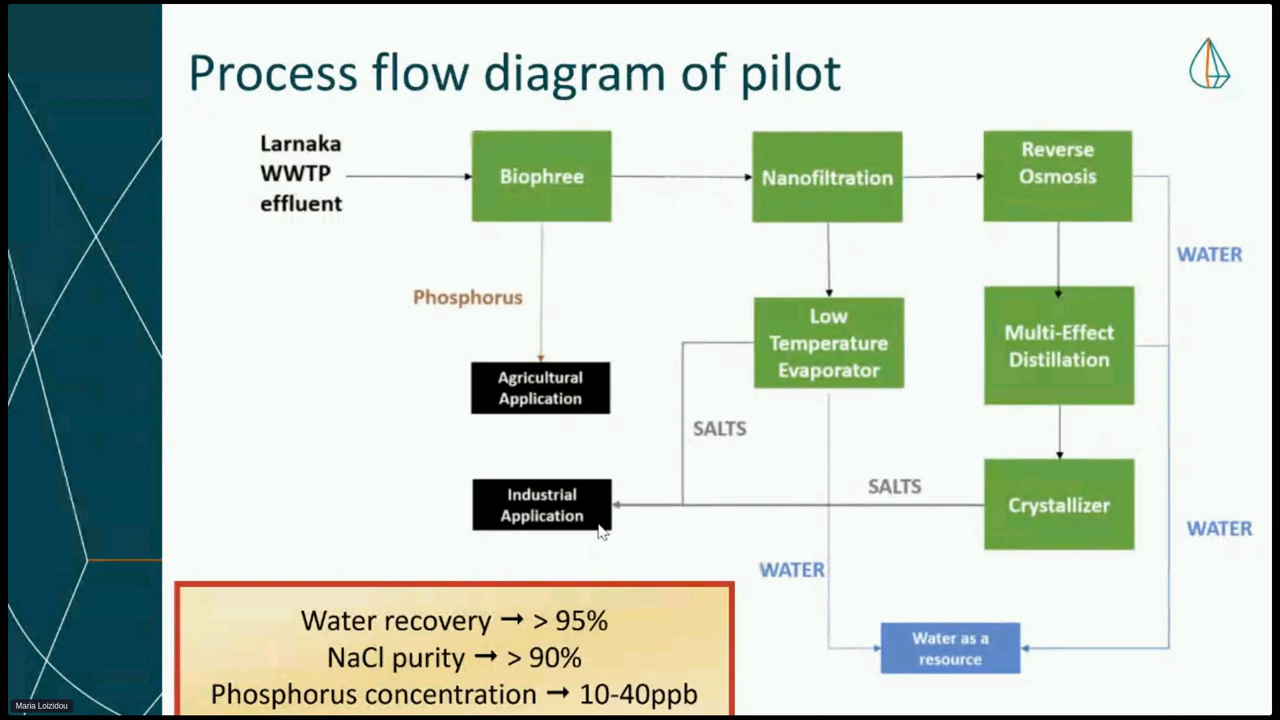 Process flow diagram of pilot
Larnaka
WWTP
effluent
Biophree
Nanofiltration
Reverse
Osmosis
WATER
Phosphorus
Low
Temperature
Evaporator
Multi-Effect
Distillation
Agricultural
Application
SALTS
SALTS
Industrial
Application
Crystallizer
WATER
WATER
Water as a
resource
Water recovery → > 95%
NaCl purity → > 90%
Phosphorus concentration → 10-40ppb
Maria Loizidou